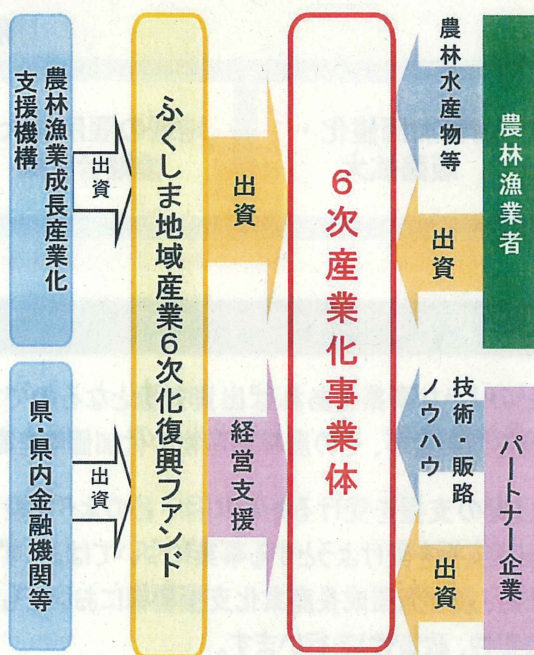 農林漁業成長産業化
支援機構
出資
県・県内金融機関等
出資
ふくしま地域産業6次化復興ファンド
出資
経営支援
6次産業化事業体
農林水産物等
出資
農林漁業者
技術・販路
ノウハウ
出資
パートナー企業